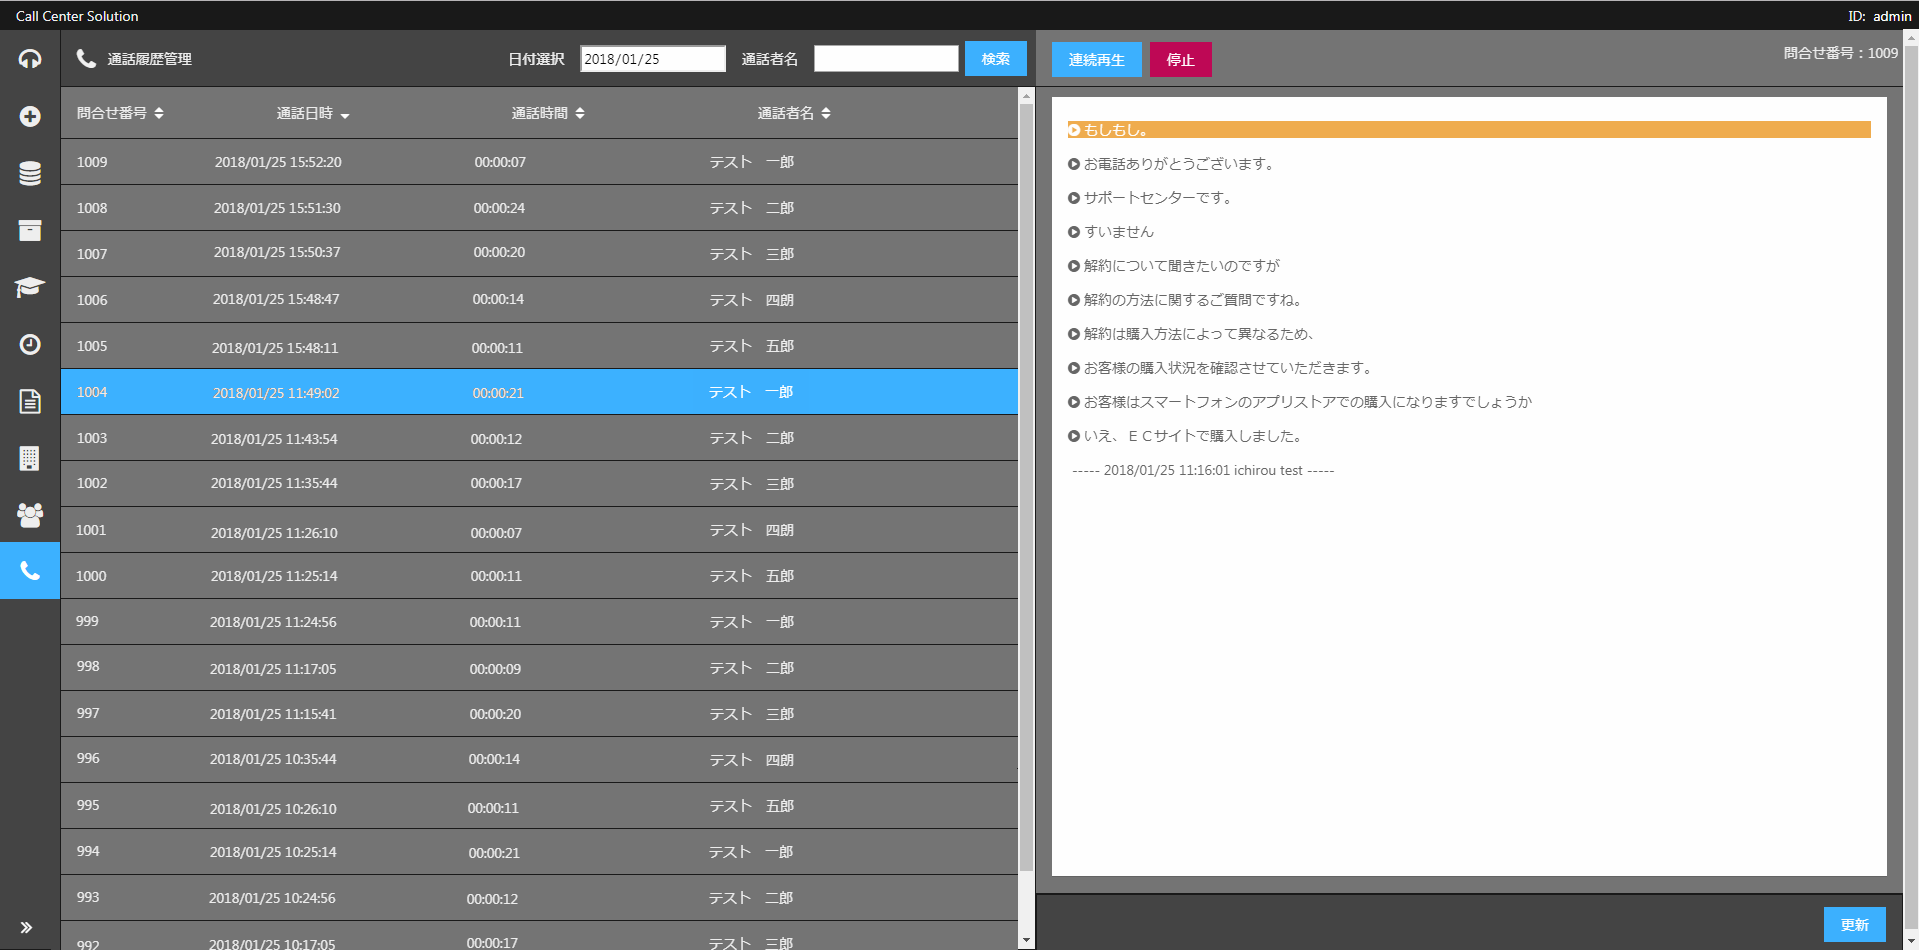 Call Center Solution
ID: admin
通話履歴管理 日付選択 2018/01/25 通話者名 検索
問合せ番号 通話日時 通話時間 通話者名
1009 2018/01/25 15:52:20 00:00:07 テスト 一郎
1008 2018/01/25 15:51:30 00:00:24 テスト 二郎
1007 2018/01/25 15:50:37 00:00:20 テスト 三郎
1006 2018/01/25 15:48:47 00:00:14 テスト 四朗
1005 2018/01/25 15:48:11 00:00:11 テスト 五郎
1004 2018/01/25 11:49:02 00:00:21 テスト 一郎
1003 2018/01/25 11:43:54 00:00:12 テスト 二郎
1002 2018/01/25 11:35:44 00:00:17 テスト 三郎
1001 2018/01/25 11:26:10 00:00:07 テスト 四朗
1000 2018/01/25 11:25:14 00:00:11 テスト 五郎
999 2018/01/25 11:24:56 00:00:11 テスト 一郎
998 2018/01/25 11:17:05 00:00:09 テスト 二郎
997 2018/01/25 11:15:41 00:00:20 テスト 三郎
996 2018/01/25 10:35:44 00:00:14 テスト 四朗
995 2018/01/25 10:26:10 00:00:11 テスト 五郎
994 2018/01/25 10:25:14 00:00:21 テスト 一郎
993 2018/01/25 10:24:56 00:00:12 テスト 二郎
992 2018/01/25 10:17:05 00:00:17 テスト 三郎
連続再生 停止 問合せ番号：1009
もしもし。
お電話ありがとうございます。
サポートセンターです。
すいません
解約について聞きたいのですが
解約の方法に関するご質問ですね。
解約は購入方法によって異なるため、
お客様の購入状況を確認させていただきます。
お客様はスマートフォンのアプリストアでの購入になりますでしょうか
いえ、ＥＣサイトで購入しました。
----- 2018/01/25 11:16:01 ichirou test -----
更新